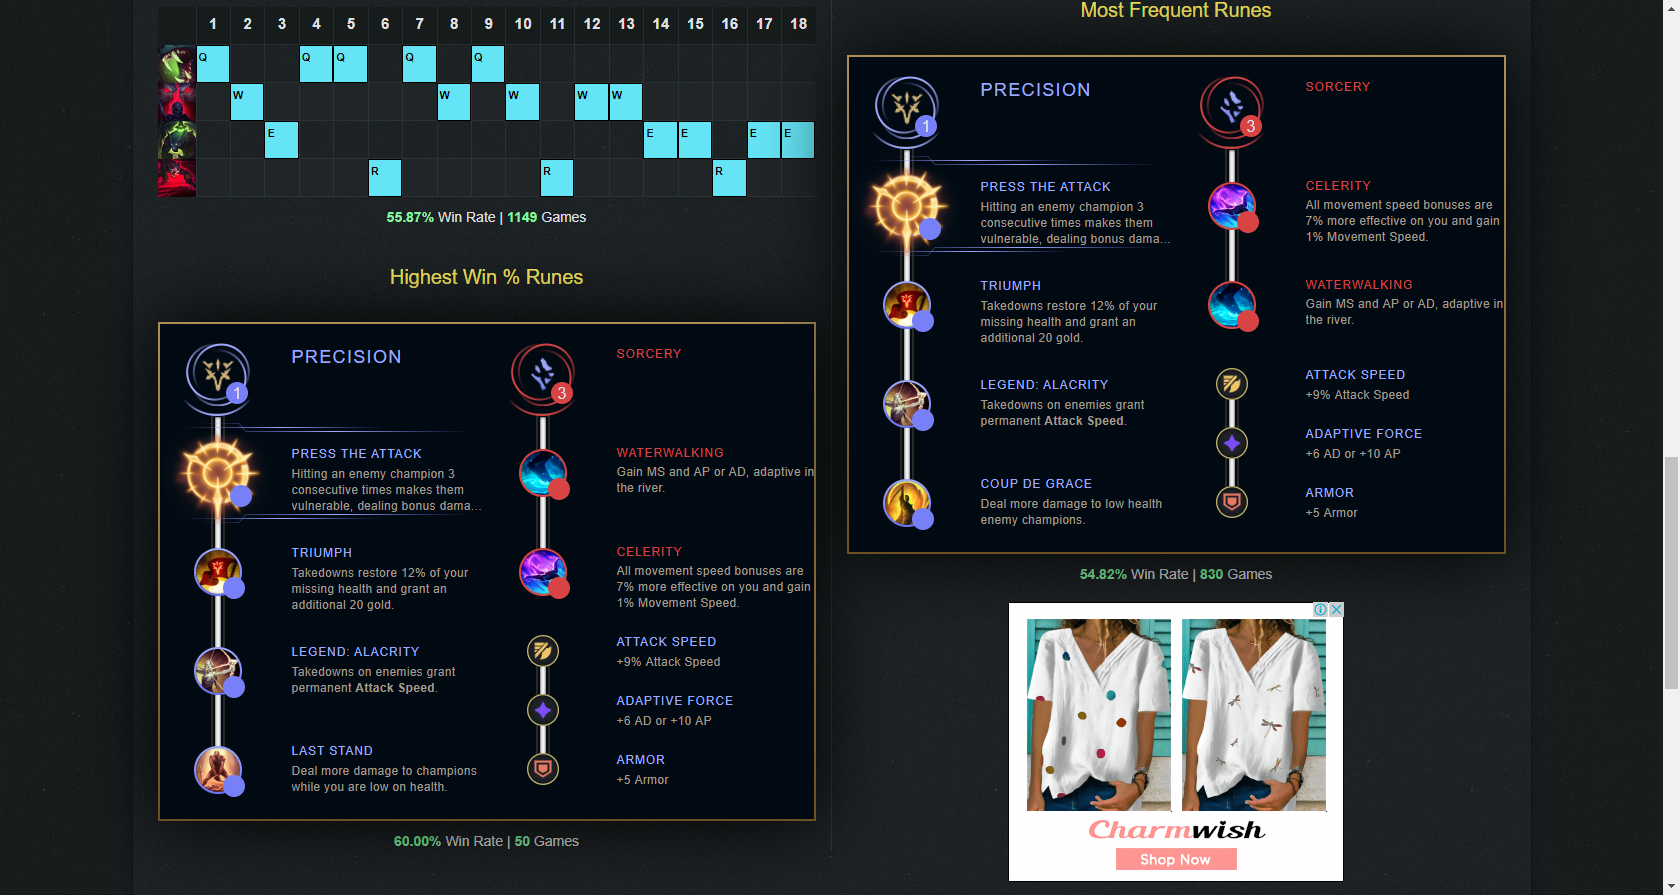 1 2 3 4 5 6 7 8 9 10 11 12 13 14 15 16 17 18
Q Q Q Q Q
W W W W W
E E E E E
R R R
55.87% Win Rate | 1149 Games
Highest Win % Runes
PRECISION
1
PRESS THE ATTACK
Hitting an enemy champion 3
consecutive times makes them
vulnerable, dealing bonus dama...
TRIUMPH
Takedowns restore 12% of your
missing health and grant an
additional 20 gold.
LEGEND: ALACRITY
Takedowns on enemies grant
permanent Attack Speed.
LAST STAND
Deal more damage to champions
while you are low on health.
SORCERY
3
WATERWALKING
Gain MS and AP or AD, adaptive in
the river.
CELERITY
All movement speed bonuses are
7% more effective on you and gain
1% Movement Speed.
ATTACK SPEED
+9% Attack Speed
ADAPTIVE FORCE
+6 AD or +10 AP
ARMOR
+5 Armor
60.00% Win Rate | 50 Games
Most Frequent Runes
PRECISION
1
PRESS THE ATTACK
Hitting an enemy champion 3
consecutive times makes them
vulnerable, dealing bonus dama...
TRIUMPH
Takedowns restore 12% of your
missing health and grant an
additional 20 gold.
LEGEND: ALACRITY
Takedowns on enemies grant
permanent Attack Speed.
COUP DE GRACE
Deal more damage to low health
enemy champions.
SORCERY
3
CELERITY
All movement speed bonuses are
7% more effective on you and gain
1% Movement Speed.
WATERWALKING
Gain MS and AP or AD, adaptive in
the river.
ATTACK SPEED
+9% Attack Speed
ADAPTIVE FORCE
+6 AD or +10 AP
ARMOR
+5 Armor
54.82% Win Rate | 830 Games
Charmwish
Shop Now